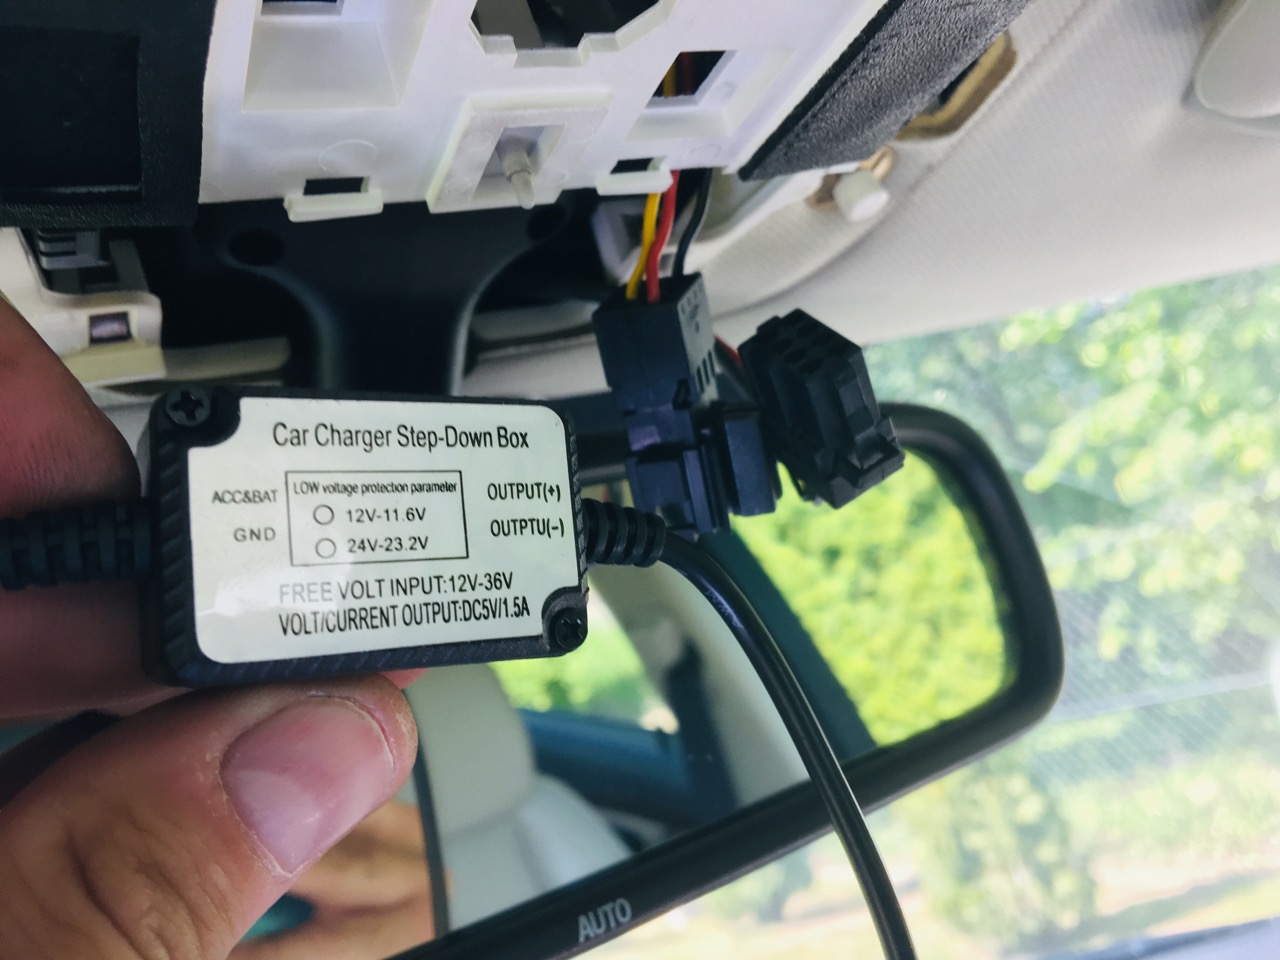 Car Charger Step-Down Box
ACC&BAT
GND
LOW voltage protection parameter
12V-11.6V
24V-23.2V
OUTPUT(+)
OUTPTU(−)
FREE VOLT INPUT:12V-36V
VOLT/CURRENT OUTPUT:DC5V/1.5A
AUTO